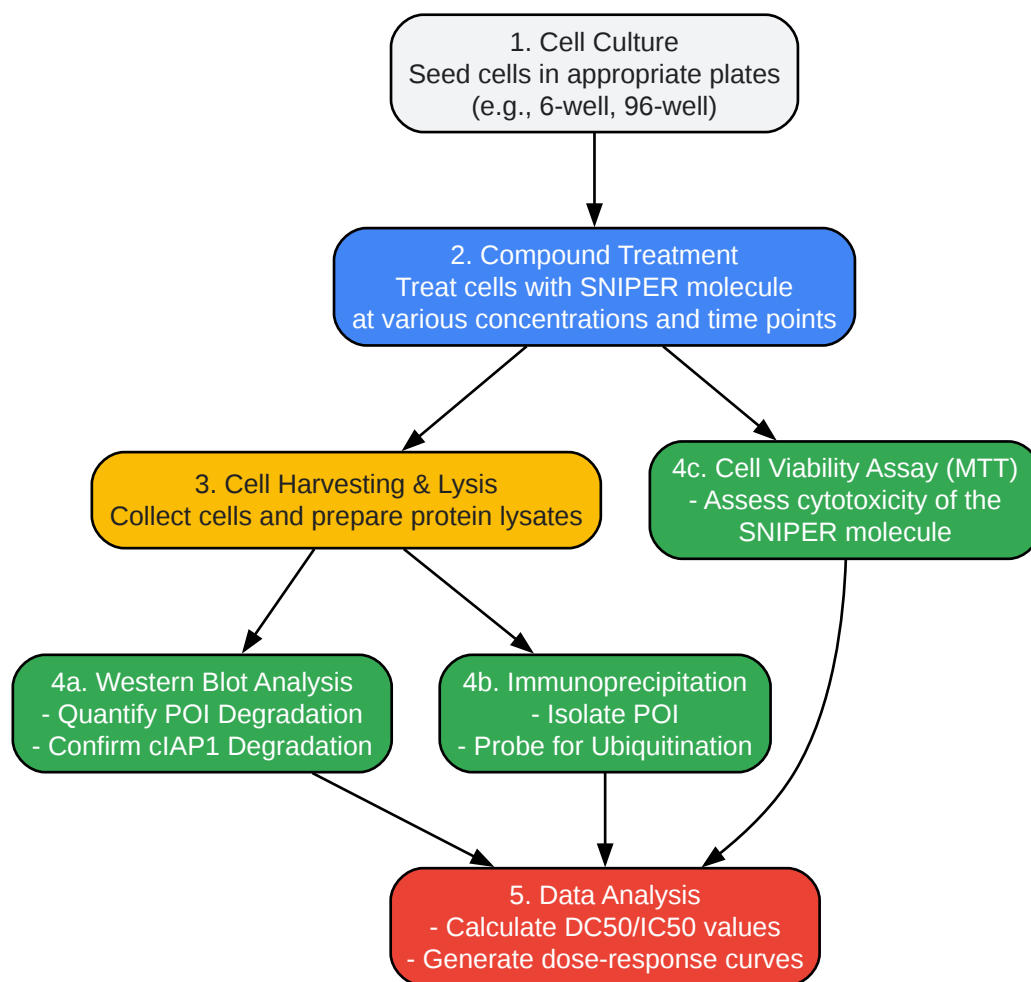 1. Cell Culture
Seed cells in appropriate plates
(e.g., 6-well, 96-well)
2. Compound Treatment
Treat cells with SNIPER molecule
at various concentrations and time points
3. Cell Harvesting & Lysis
Collect cells and prepare protein lysates
4c. Cell Viability Assay (MTT)
- Assess cytotoxicity of the
SNIPER molecule
4a. Western Blot Analysis
- Quantify POI Degradation
- Confirm cIAP1 Degradation
4b. Immunoprecipitation
- Isolate POI
- Probe for Ubiquitination
5. Data Analysis
- Calculate DC50/IC50 values
- Generate dose-response curves